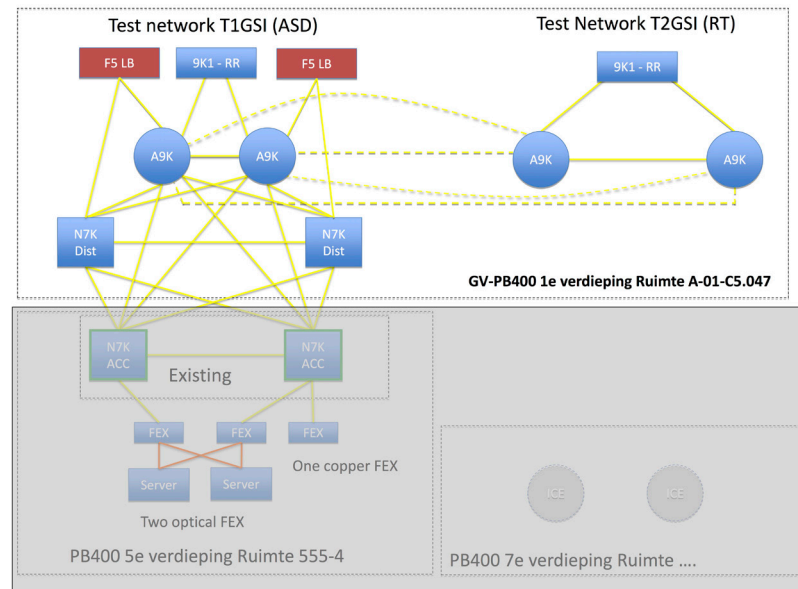 Test network T1GSI (ASD)
Test Network T2GSI (RT)
F5 LB
9K1 - RR
F5 LB
9K1 - RR
A9K
A9K
A9K
A9K
N7K
Dist
N7K
Dist
GV-PB400 1e verdieping Ruimte A-01-C5.047
N7K
ACC
N7K
ACC
Existing
FEX
FEX
FEX
One copper FEX
Server
Server
Two optical FEX
ICE
ICE
PB400 5e verdieping Ruimte 555-4
PB400 7e verdieping Ruimte ....